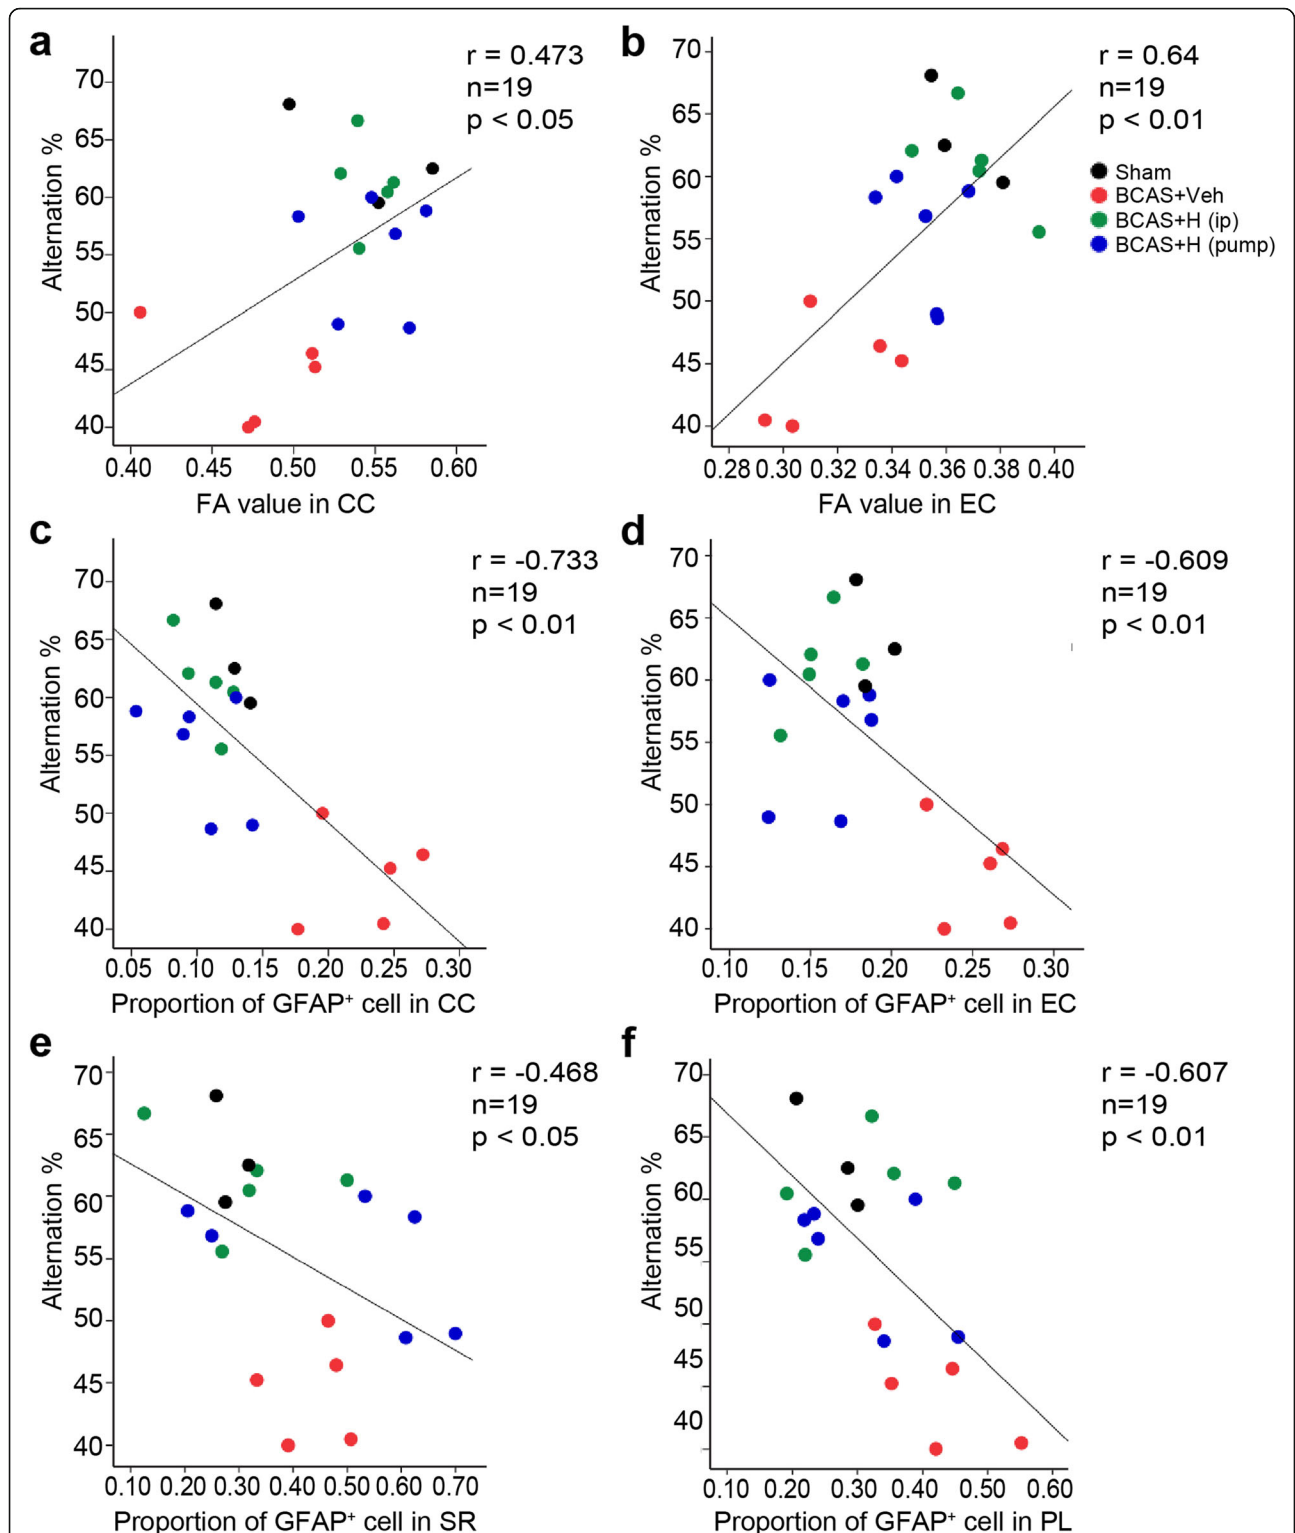 a
r = 0.473
n=19
p < 0.05
Alternation %
70
65
60
55
50
45
40
0.40 0.45 0.50 0.55 0.60
FA value in CC
b
r = 0.64
n=19
p < 0.01
Sham
BCAS+Veh
BCAS+H (ip)
BCAS+H (pump)
Alternation %
70
65
60
55
50
45
40
0.28 0.30 0.32 0.34 0.36 0.38 0.40
FA value in EC
c
r = -0.733
n=19
p < 0.01
Alternation %
70
65
60
55
50
45
40
0.05 0.10 0.15 0.20 0.25 0.30
Proportion of GFAP⁺ cell in CC
d
r = -0.609
n=19
p < 0.01
Alternation %
70
65
60
55
50
45
40
0.10 0.15 0.20 0.25 0.30
Proportion of GFAP⁺ cell in EC
e
r = -0.468
n=19
p < 0.05
Alternation %
70
65
60
55
50
45
40
0.10 0.20 0.30 0.40 0.50 0.60 0.70
Proportion of GFAP⁺ cell in SR
f
r = -0.607
n=19
p < 0.01
Alternation %
70
65
60
55
50
45
40
0.10 0.20 0.30 0.40 0.50 0.60
Proportion of GFAP⁺ cell in PL